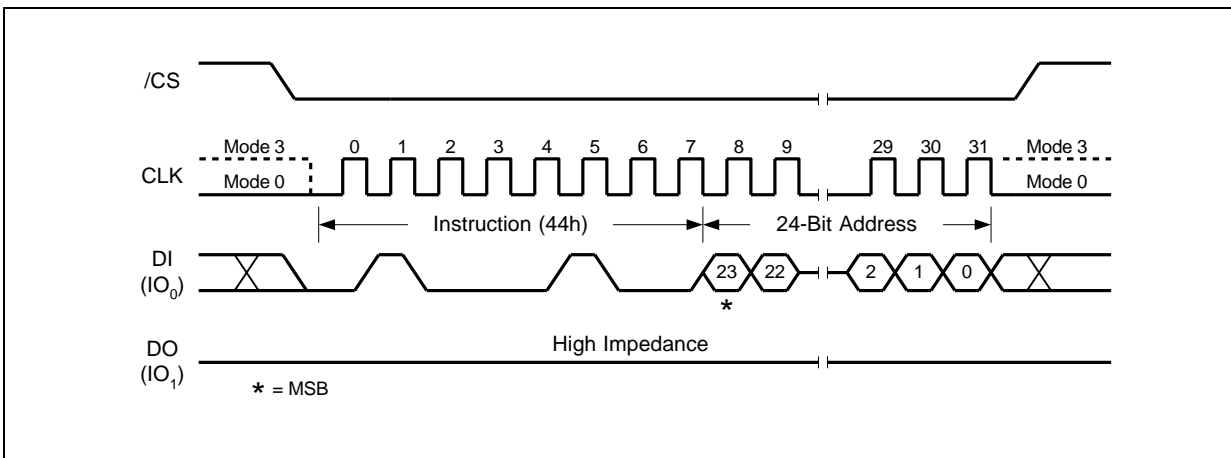 /CS
Mode 3 0 1 2 3 4 5 6 7 8 9 29 30 31 Mode 3
CLK Mode 0 Mode 0
Instruction (44h) 24-Bit Address
DI
(IO0) 23 22 2 1 0
*
High Impedance
DO
(IO1)
* = MSB